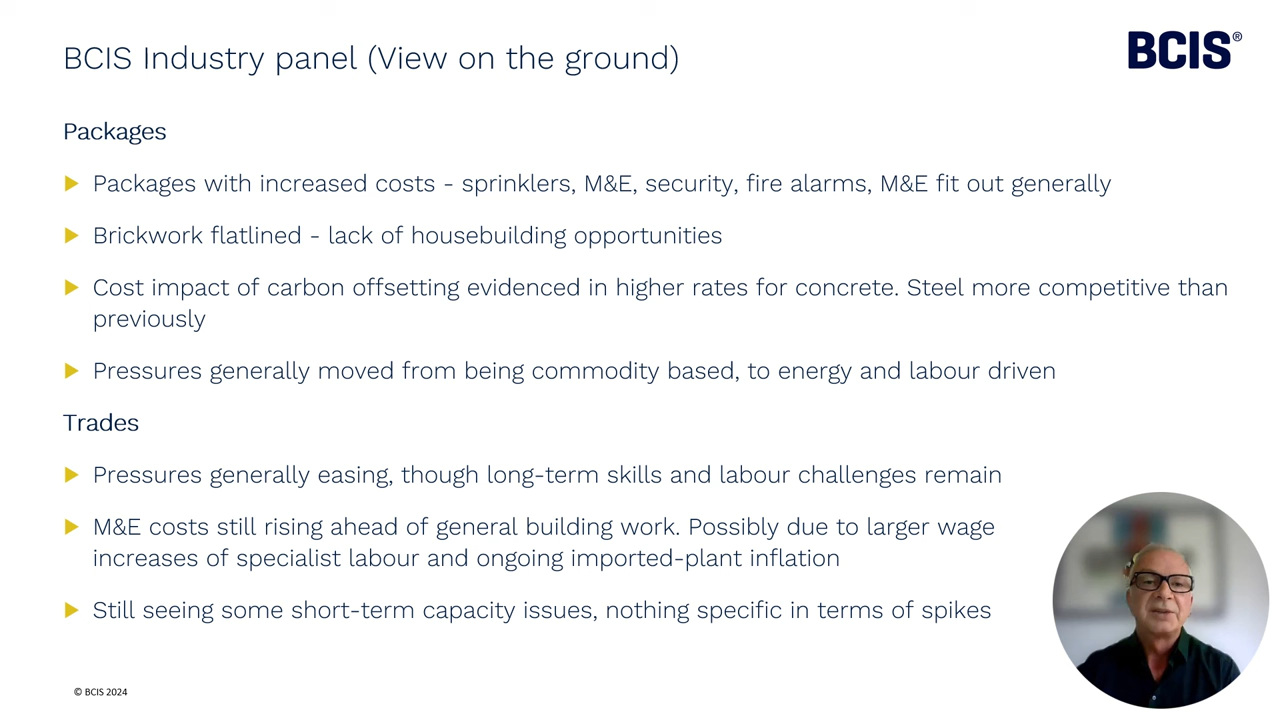 BCIS Industry panel (View on the ground)
BCIS®
Packages
Packages with increased costs - sprinklers, M&E, security, fire alarms, M&E fit out generally
Brickwork flatlined - lack of housebuilding opportunities
Cost impact of carbon offsetting evidenced in higher rates for concrete. Steel more competitive than
previously
Pressures generally moved from being commodity based, to energy and labour driven
Trades
Pressures generally easing, though long-term skills and labour challenges remain
M&E costs still rising ahead of general building work. Possibly due to larger wage
increases of specialist labour and ongoing imported-plant inflation
Still seeing some short-term capacity issues, nothing specific in terms of spikes
© BCIS 2024